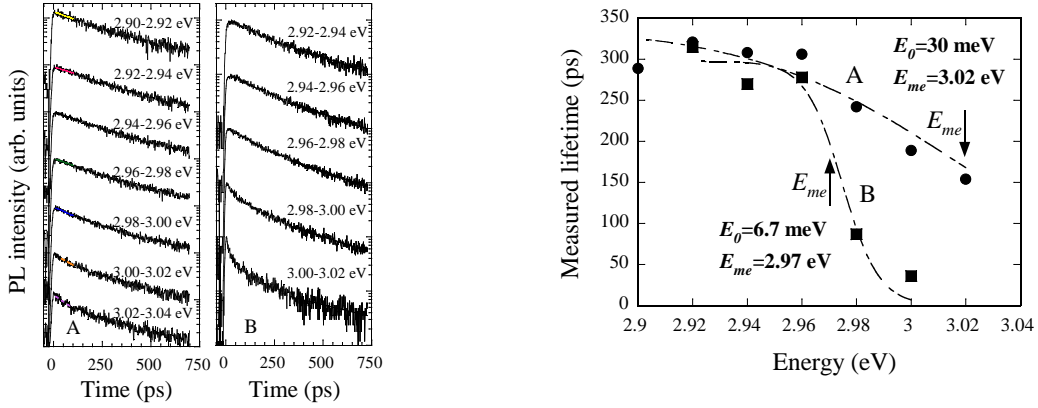 PL intensity (arb. units)
2.90-2.92 eV
2.92-2.94 eV
2.94-2.96 eV
2.96-2.98 eV
2.98-3.00 eV
3.00-3.02 eV
3.02-3.04 eV
A
0 250 500 750
Time (ps)
2.92-2.94 eV
2.94-2.96 eV
2.96-2.98 eV
2.98-3.00 eV
3.00-3.02 eV
B
0 250 500 750
Time (ps)
Measured lifetime (ps)
350
300
250
200
150
100
50
0
E0=30 meV
Eme=3.02 eV
A
Eme
Eme
B
E0=6.7 meV
Eme=2.97 eV
2.9 2.92 2.94 2.96 2.98 3 3.02 3.04
Energy (eV)